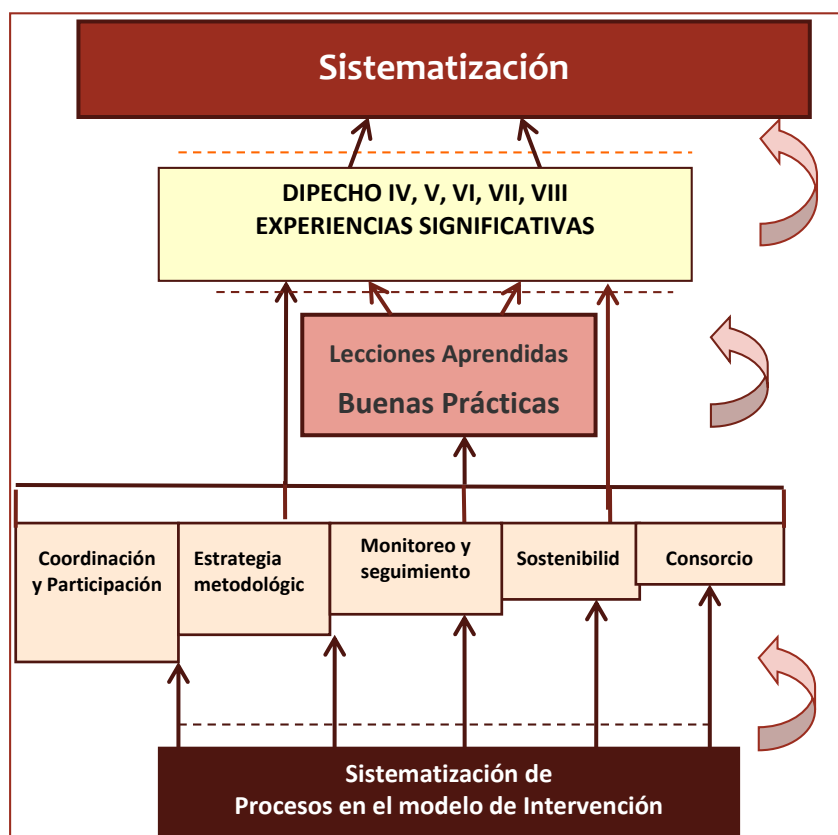 Sistematización
DIPECHO IV, V, VI, VII, VIII
EXPERIENCIAS SIGNIFICATIVAS
Lecciones Aprendidas
Buenas Prácticas
Coordinación
y Participación
Estrategia
metodológic
Monitoreo y
seguimiento
Sostenibilid
Consorcio
Sistematización de
Procesos en el modelo de Intervención